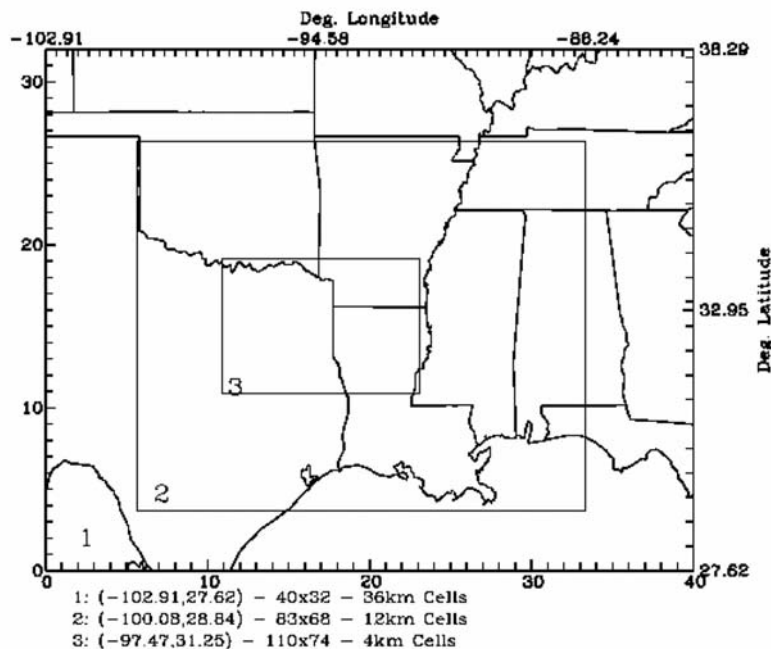 Deg. Longitude
-102.91 -94.58 -86.24
38.29
30
20
32.95
Deg. Latitude
3
10
2
1
0
27.62
0 10 20 30 40
1: (-102.91,27.62) - 40x32 - 36km Cells
2: (-100.08,28.84) - 83x68 - 12km Cells
3: (-97.47,31.25) - 110x74 - 4km Cells